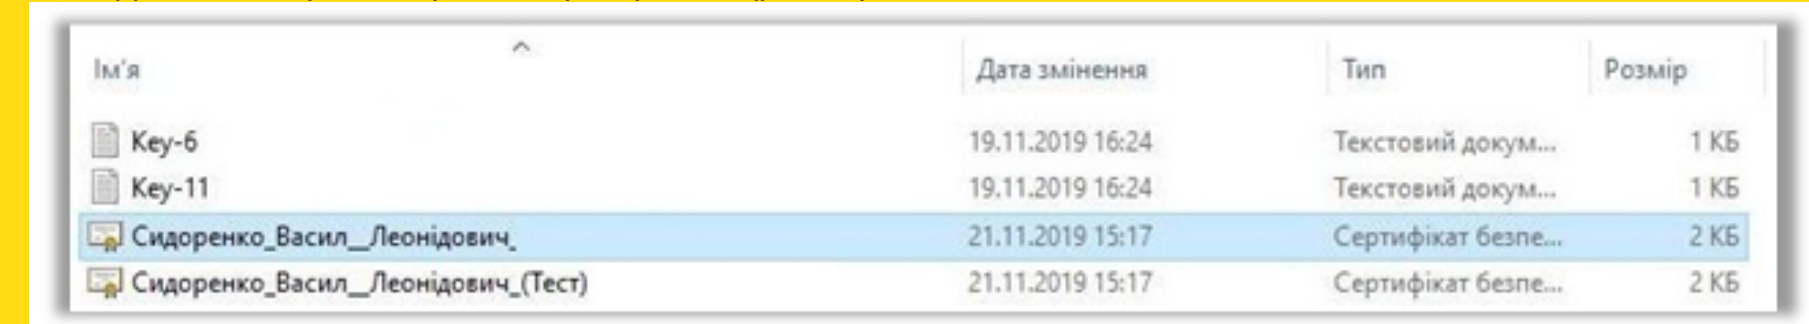 Ім'я Дата змінення Тип Розмір
Key-6 19.11.2019 16:24 Текстовий докум... 1 КБ
Key-11 19.11.2019 16:24 Текстовий докум... 1 КБ
Сидоренко_Васил__Леонідович_ 21.11.2019 15:17 Сертифікат безпе... 2 КБ
Сидоренко_Васил__Леонідович_(Тест) 21.11.2019 15:17 Сертифікат безпе... 2 КБ